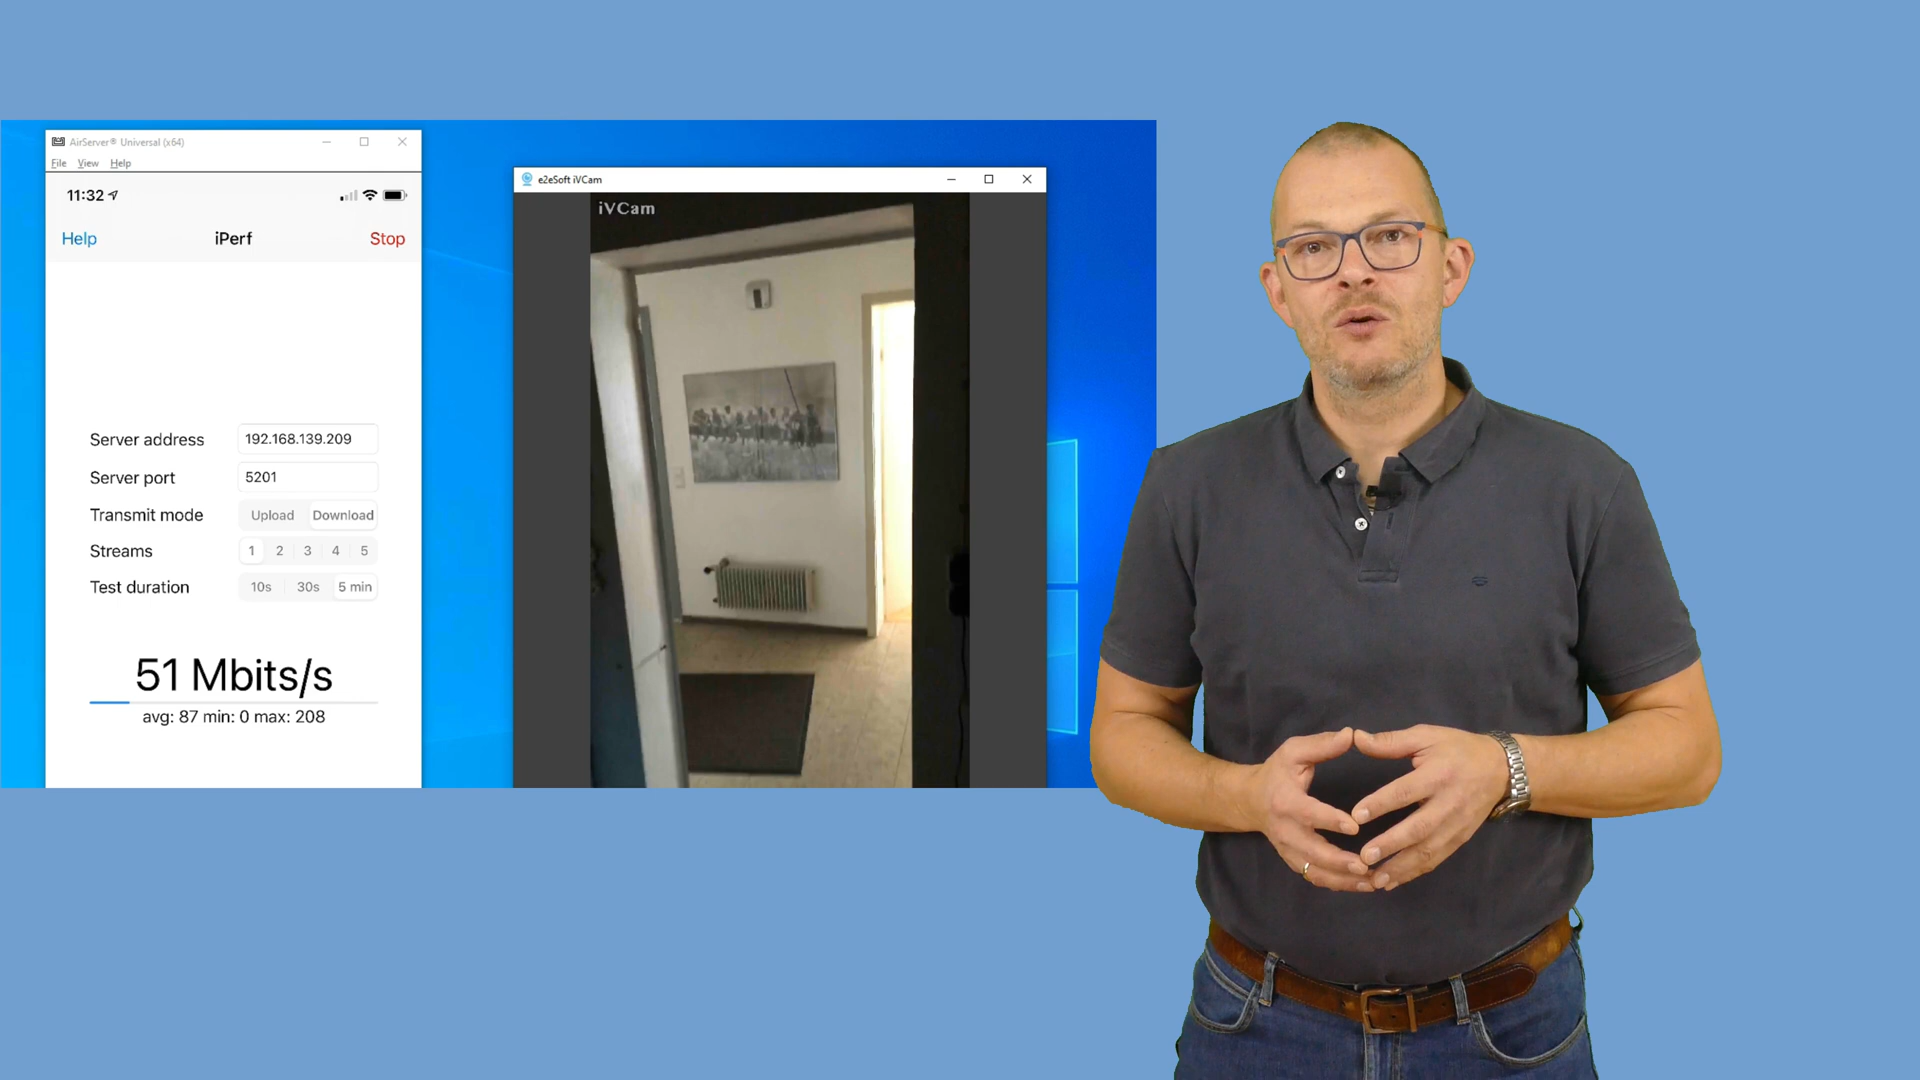 AirServer® Universal (x64)
File View Help
11:32
Help iPerf Stop
Server address 192.168.139.209
Server port 5201
Transmit mode Upload Download
Streams 1 2 3 4 5
Test duration 10s 30s 5 min
51 Mbits/s
avg: 87 min: 0 max: 208
e2eSoft iVCam
iVCam